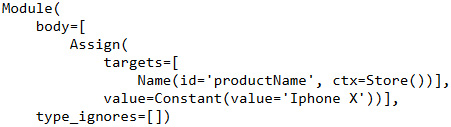 Module(
    body=[
        Assign(
            targets=[
                Name(id='productName', ctx=Store())],
            value=Constant(value='Iphone X'))],
    type_ignores=[])